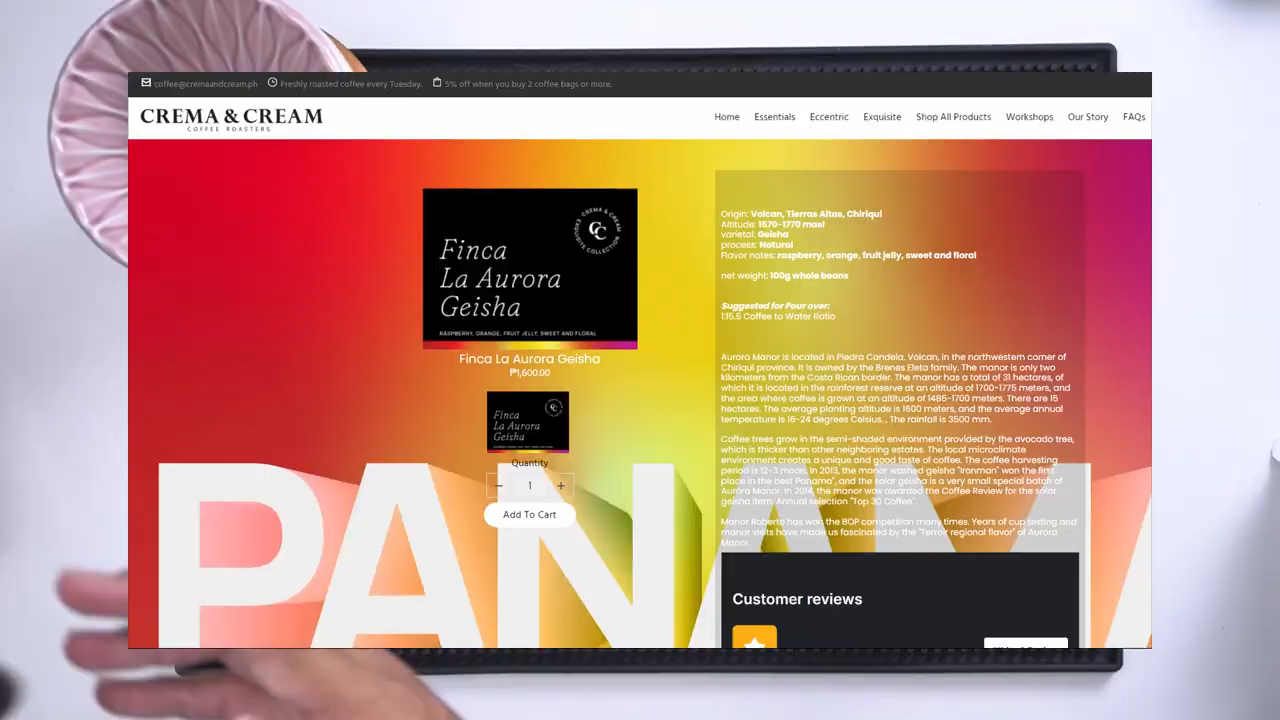 coffee@cremaandcream.ph Freshly roasted coffee every Tuesday. 5% off when you buy 2 coffee bags or more.
CREMA & CREAM
COFFEE ROASTERS
Home Essentials Eccentric Exquisite Shop All Products Workshops Our Story FAQs
CREMA & CREAM
EXQUISITE COLLECTION
CC
Finca
La Aurora
Geisha
RASPBERRY, ORANGE, FRUIT JELLY, SWEET AND FLORAL
Finca La Aurora Geisha
₱1,600.00
Finca
La Aurora
Geisha
Quantity
− 1 +
Add To Cart
Origin: Volcan, Tierras Altas, Chiriqui
Altitude: 1570-1770 masl
varietal: Geisha
process: Natural
Flavor notes: raspberry, orange, fruit jelly, sweet and floral
net weight: 100g whole beans
Suggested for Pour over:
1:15.5 Coffee to Water Ratio
Aurora Manor is located in Piedra Candela, Volcan, in the northwestern corner of
Chiriqui province. It is owned by the Brenes Eleta family. The manor is only two
kilometers from the Costa Rican border. The manor has a total of 31 hectares, of
which it is located in the rainforest reserve at an altitude of 1700-1775 meters, and
the area where coffee is grown at an altitude of 1485-1700 meters. There are 15
hectares. The average planting altitude is 1600 meters, and the average annual
temperature is 16-24 degrees Celsius. , The rainfall is 3500 mm.
Coffee trees grow in the semi-shaded environment provided by the avocado tree,
which is thicker than other neighboring estates. The local microclimate
environment creates a unique and good taste of coffee. The coffee harvesting
period is 12-3 moon. In 2013, the manor washed geisha "Ironman" won the first
place in the best Panama", and the solar geisha is a very small special batch of
Aurora Manor. In 2014, the manor was awarded the Coffee Review for the solar
geisha item. Annual selection "Top 30 Coffee".
Manor Roberto has won the BOP competition many times. Years of cup testing and
manor visits have made us fascinated by the "Terroir regional flavor" of Aurora
Manor.
PANAMA
Customer reviews